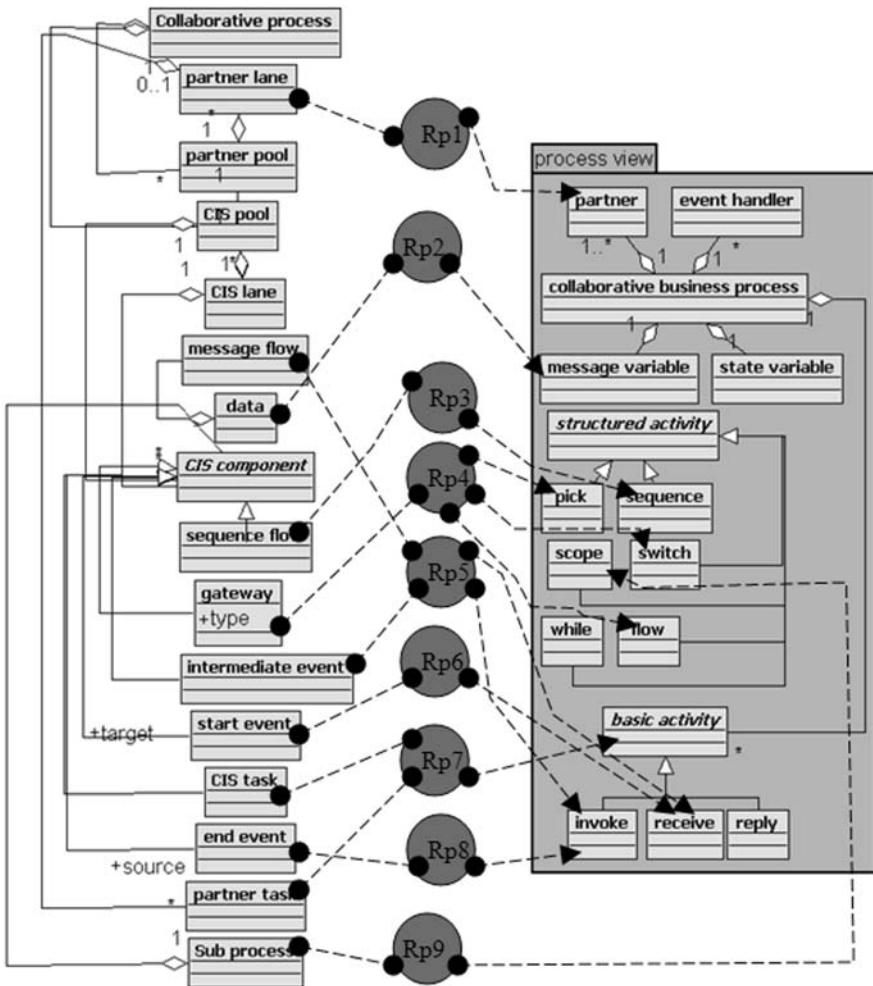 Collaborative process
1
0..1
partner lane
*
1
partner pool
*
1
CIS pool
1
1*
1
CIS lane
message flow
data
*
CIS component
sequence flow
gateway
+type
intermediate event
start event
+target
CIS task
end event
+source
partner task
*
1
Sub process
Rp1
Rp2
Rp3
Rp4
Rp5
Rp6
Rp7
Rp8
Rp9
process view
partner
event handler
1..*
1
1
*
collaborative business process
1
1
1
message variable
state variable
structured activity
pick
sequence
scope
switch
while
flow
basic activity
*
invoke
receive
reply